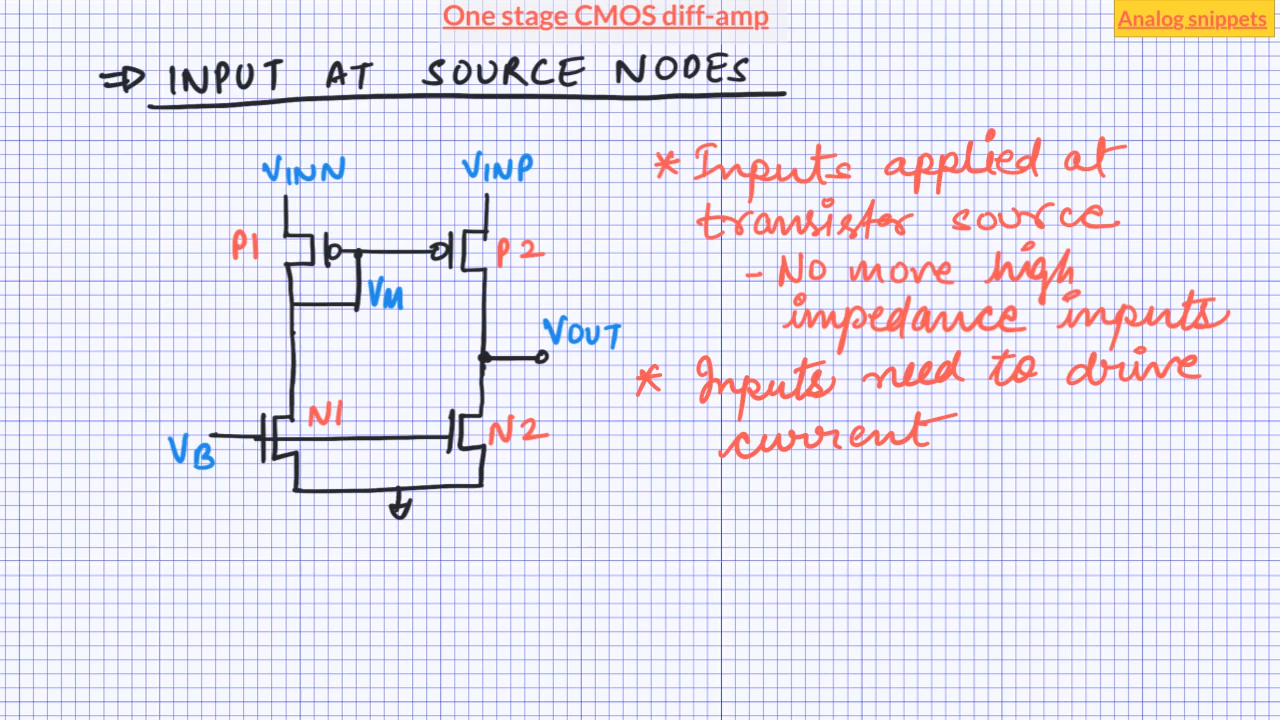 One stage CMOS diff-amp
Analog snippets
⇒ INPUT AT SOURCE NODES
VINN
VINP
P1
P2
VM
VOUT
N1
N2
VB
* Inputs applied at
transistor source
- No more high
impedance inputs
* Inputs need to drive
current